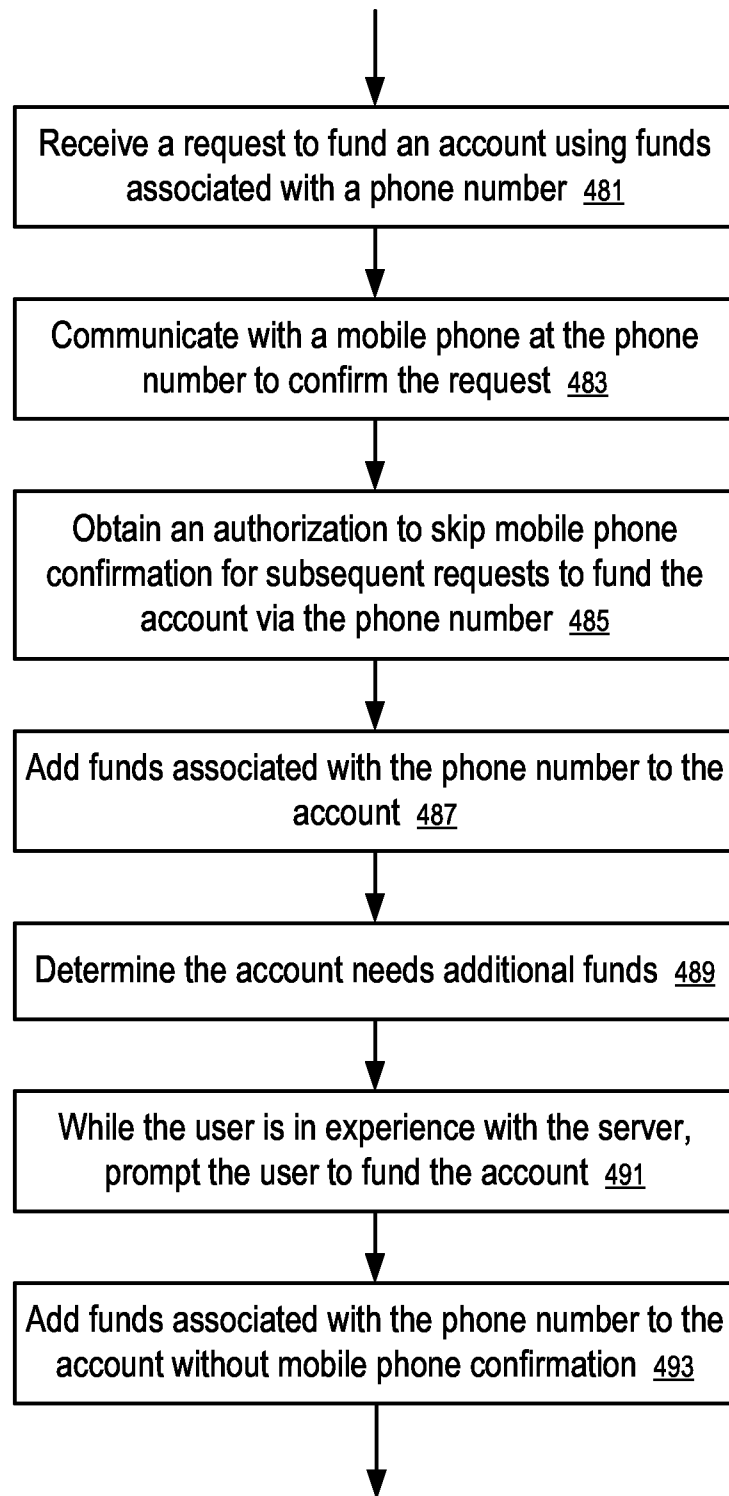 Receive a request to fund an account using funds
associated with a phone number 481
Communicate with a mobile phone at the phone
number to confirm the request 483
Obtain an authorization to skip mobile phone
confirmation for subsequent requests to fund the
account via the phone number 485
Add funds associated with the phone number to the
account 487
Determine the account needs additional funds 489
While the user is in experience with the server,
prompt the user to fund the account 491
Add funds associated with the phone number to the
account without mobile phone confirmation 493